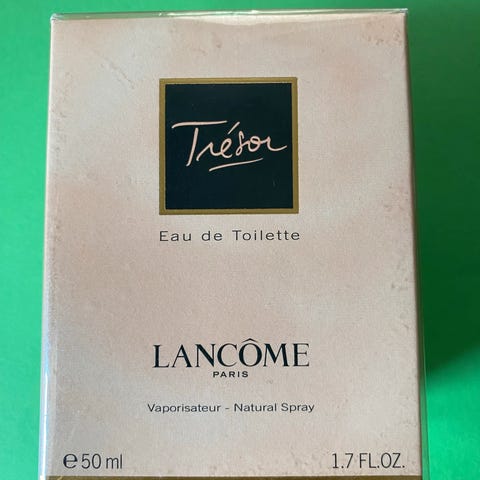 Trésor
Eau de Toilette
LANCÔME
PARIS
Vaporisateur - Natural Spray
℮50 ml 1.7 FL.OZ.